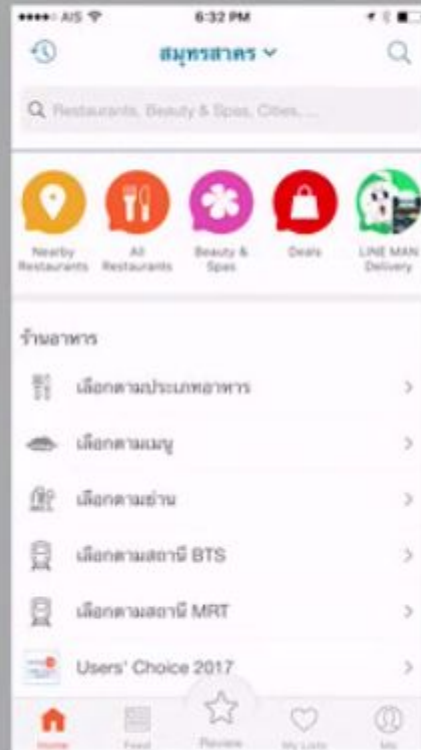 AIS 6:32 PM
สมุทรสาคร
Restaurants, Beauty & Spas, Cities, ...
Nearby Restaurants
All Restaurants
Beauty & Spas
Deals
LINE MAN Delivery
ร้านอาหาร
เลือกตามประเภทอาหาร
เลือกตามเมนู
เลือกตามย่าน
เลือกตามสถานี BTS
เลือกตามสถานี MRT
Users' Choice 2017
Home Feed Review My Lists Me